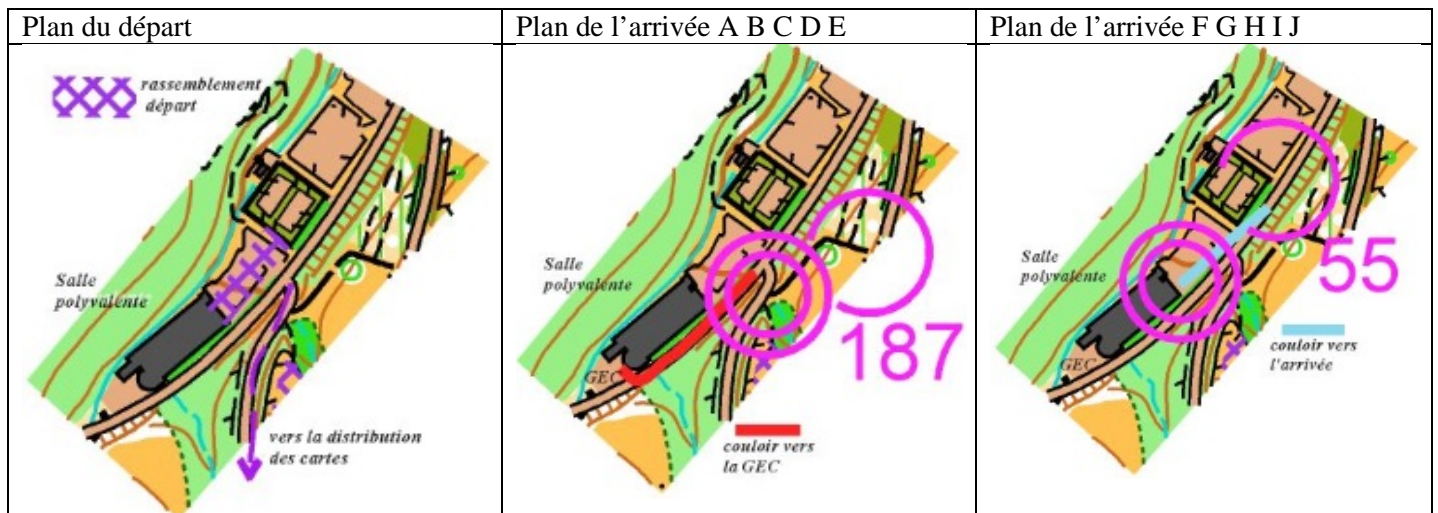 Plan du départ
Plan de l'arrivée A B C D E
Plan de l'arrivée F G H I J
rassemblement
départ
Salle
polyvalente
vers la distribution
des cartes
Salle
polyvalente
GEC
187
couloir vers
la GEC
Salle
polyvalente
GEC
55
couloir vers
l'arrivée